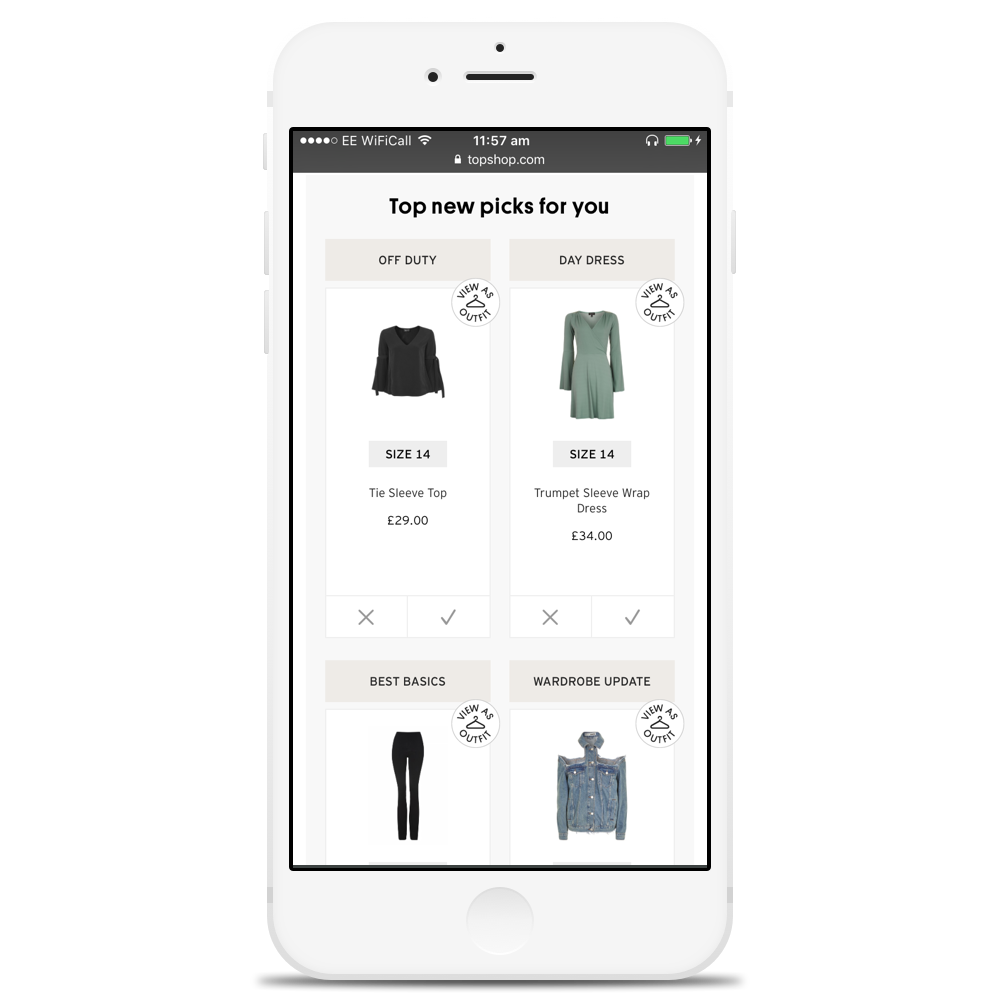 EE WiFiCall
11:57 am
topshop.com
Top new picks for you
OFF DUTY
DAY DRESS
VIEW AS
OUTFIT
VIEW AS
OUTFIT
SIZE 14
SIZE 14
Tie Sleeve Top
£29.00
Trumpet Sleeve Wrap
Dress
£34.00
BEST BASICS
WARDROBE UPDATE
VIEW AS
OUTFIT
VIEW AS
OUTFIT